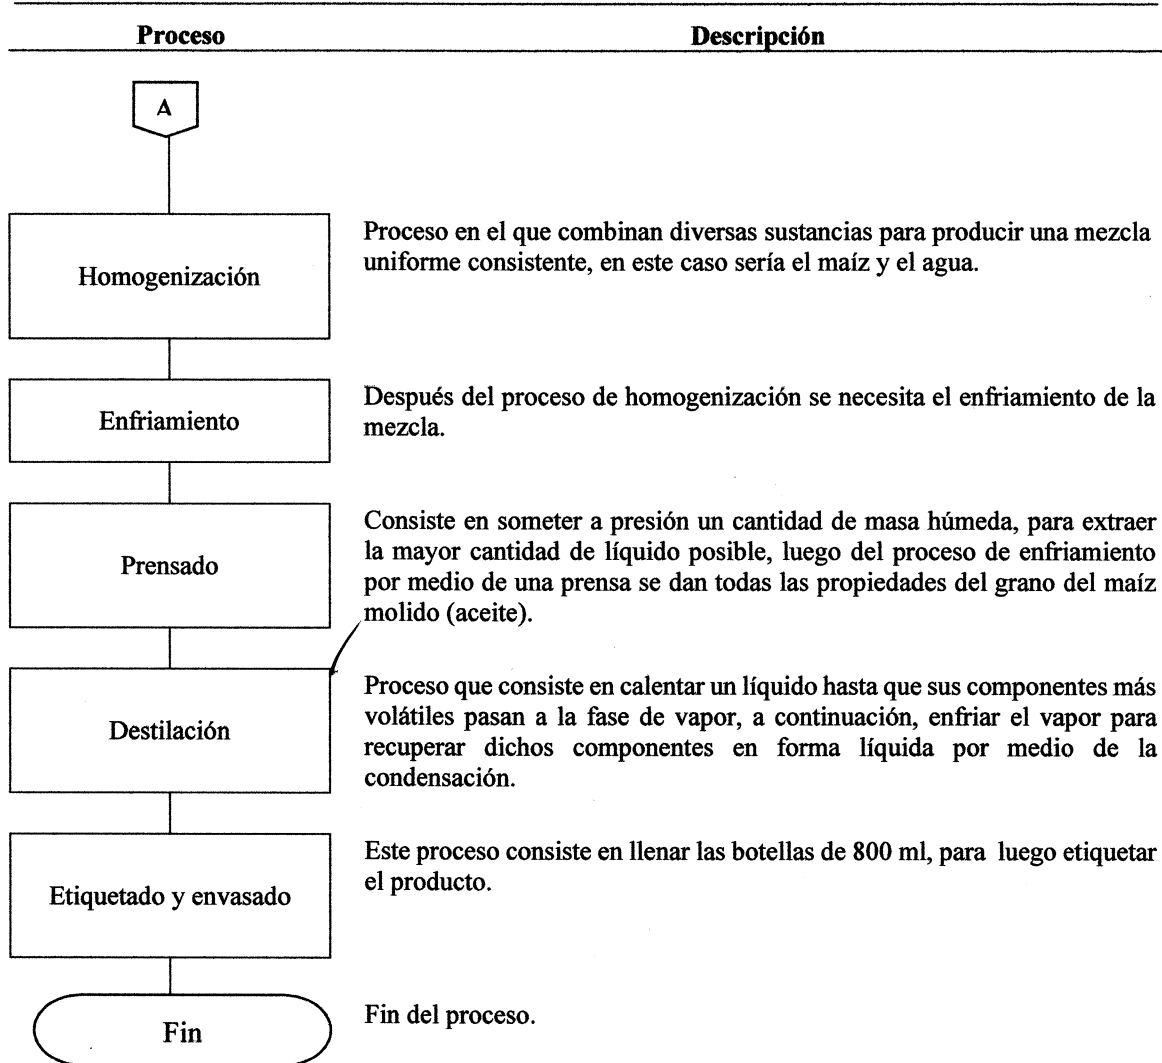 Proceso Descripción
A
Homogenización
Proceso en el que combinan diversas sustancias para producir una mezcla
uniforme consistente, en este caso sería el maíz y el agua.
Enfriamiento
Después del proceso de homogenización se necesita el enfriamiento de la
mezcla.
Prensado
Consiste en someter a presión un cantidad de masa húmeda, para extraer
la mayor cantidad de líquido posible, luego del proceso de enfriamiento
por medio de una prensa se dan todas las propiedades del grano del maíz
molido (aceite).
Destilación
Proceso que consiste en calentar un líquido hasta que sus componentes más
volátiles pasan a la fase de vapor, a continuación, enfriar el vapor para
recuperar dichos componentes en forma líquida por medio de la
condensación.
Etiquetado y envasado
Este proceso consiste en llenar las botellas de 800 ml, para luego etiquetar
el producto.
Fin
Fin del proceso.